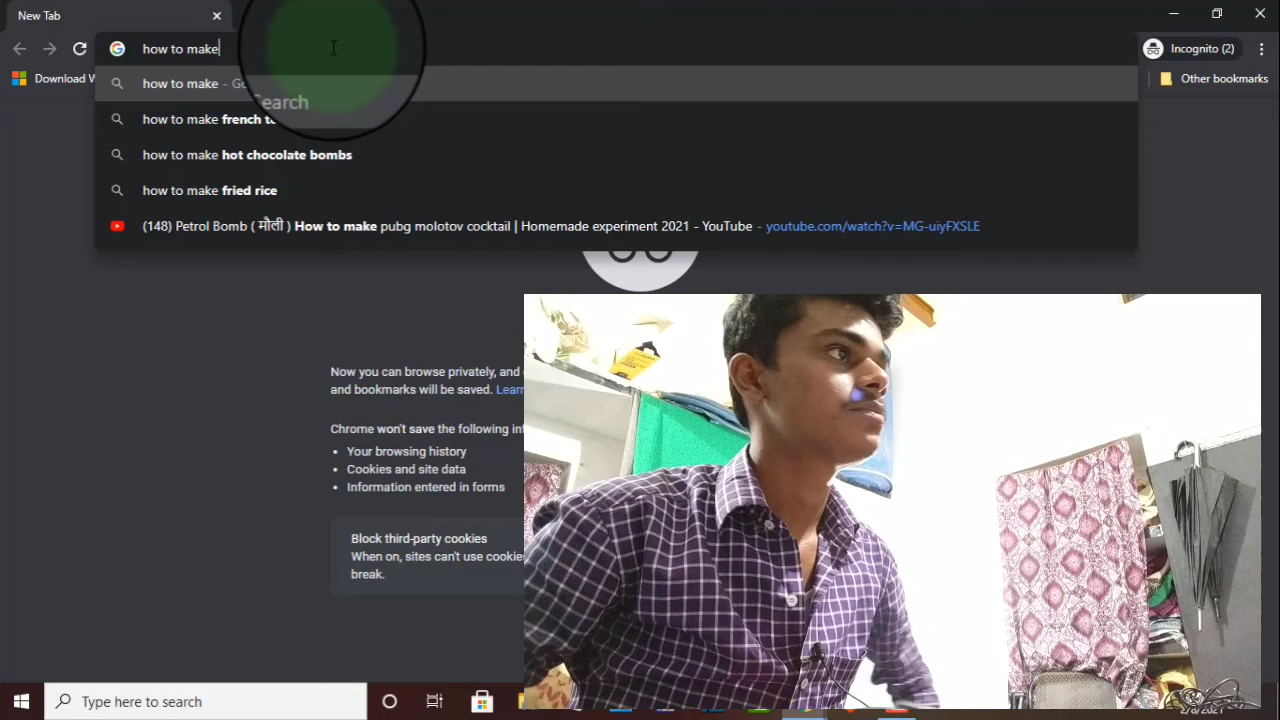 New Tab
how to make
Incognito (2)
Download W
Other bookmarks
how to make - Go
Search
how to make french to
how to make hot chocolate bombs
how to make fried rice
(148) Petrol Bomb ( मौली ) How to make pubg molotov cocktail | Homemade experiment 2021 - YouTube - youtube.com/watch?v=MG-uiyFXSLE
Now you can browse privately, and
and bookmarks will be saved. Learn
Chrome won't save the following inf
• Your browsing history
• Cookies and site data
• Information entered in forms
Block third-party cookies
When on, sites can't use cookies
break.
Type here to search